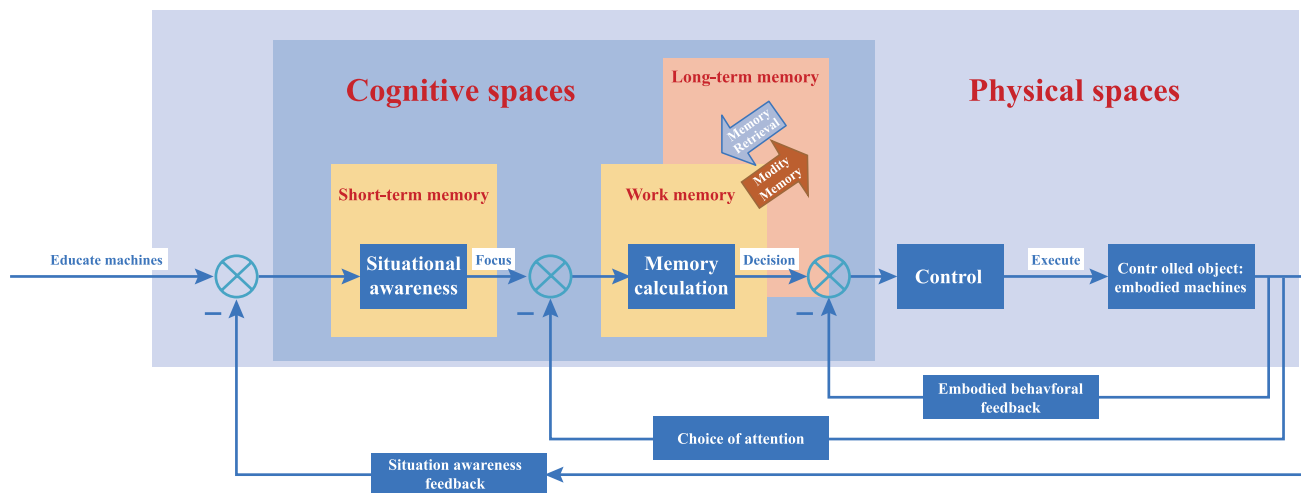 Cognitive spaces
Long-term memory
Physical spaces
Memory
Retrieval
Modity
Memory
Short-term memory
Work memory
Educate machines
Situational
awareness
Focus
Memory
calculation
Decision
Control
Execute
Contr olled object:
embodied machines
−
−
−
Embodied behavforal
feedback
Choice of attention
Situation awareness
feedback